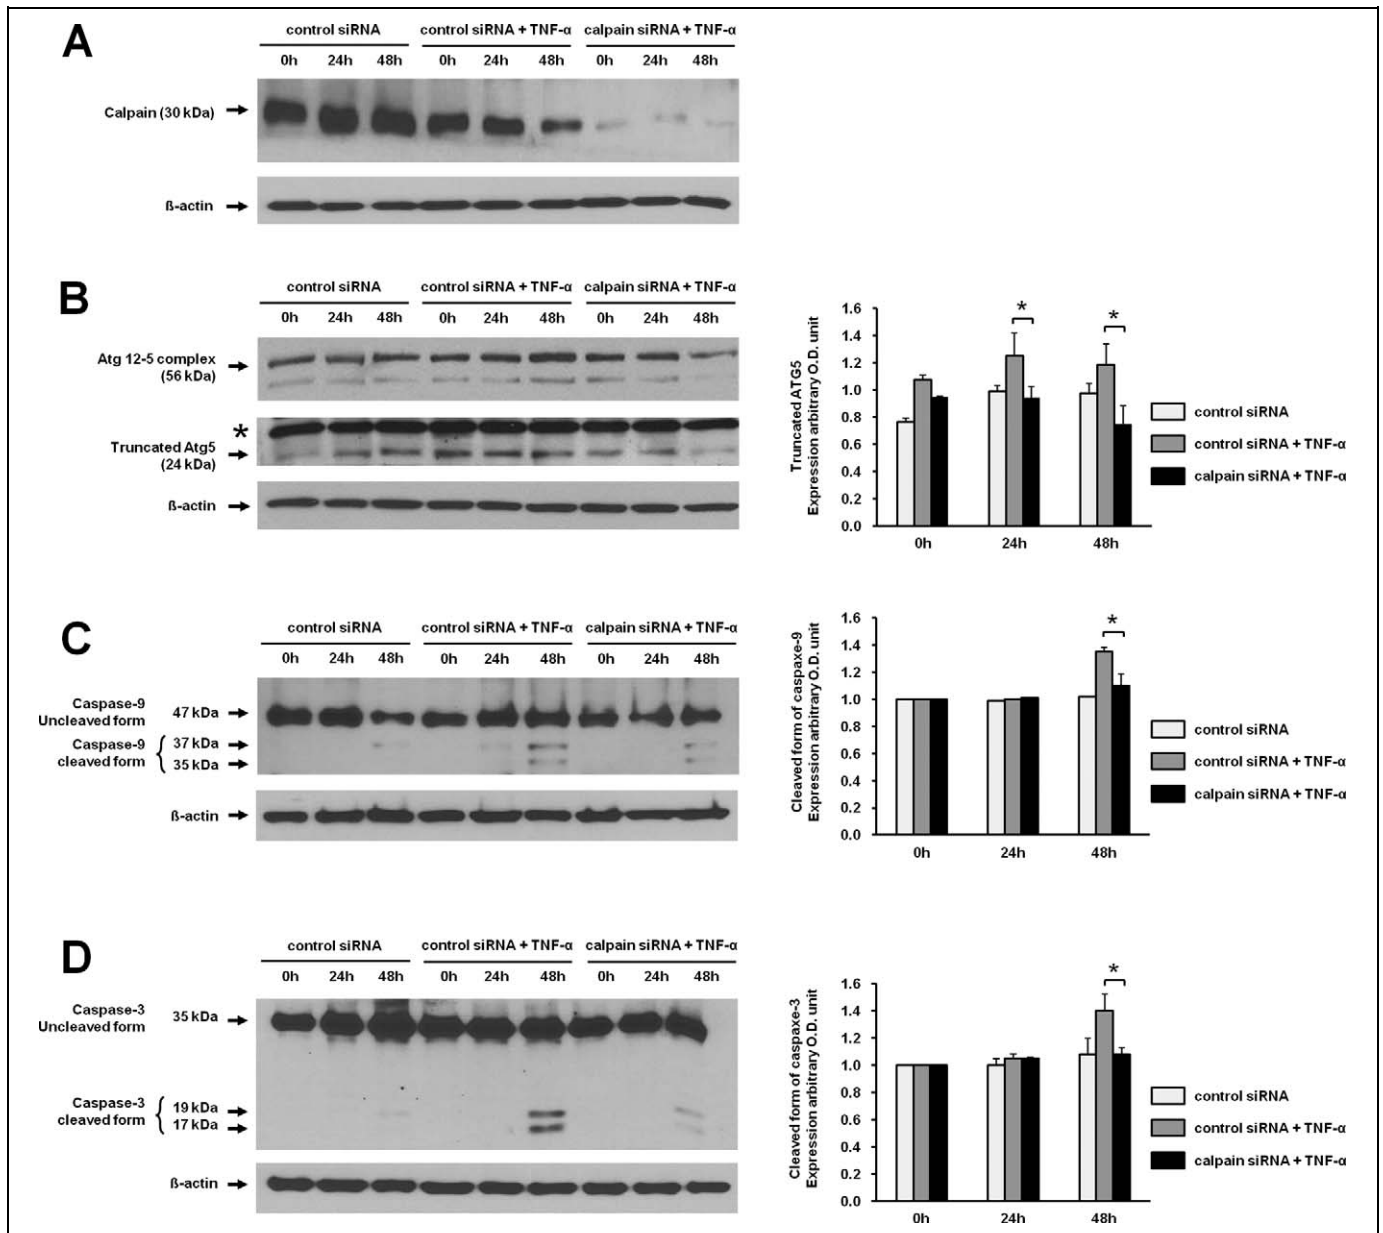 A
control siRNA control siRNA + TNF-α calpain siRNA + TNF-α
0h 24h 48h 0h 24h 48h 0h 24h 48h
Calpain (30 kDa)
ß-actin
B
control siRNA control siRNA + TNF-α calpain siRNA + TNF-α
0h 24h 48h 0h 24h 48h 0h 24h 48h
Atg 12-5 complex
(56 kDa)
*
Truncated Atg5
(24 kDa)
ß-actin
Truncated ATG5
Expression arbitrary O.D. unit
1.6
1.4
1.2
1.0
0.8
0.6
0.4
0.2
0.0
* *
0h 24h 48h
control siRNA
control siRNA + TNF-α
calpain siRNA + TNF-α
C
control siRNA control siRNA + TNF-α calpain siRNA + TNF-α
0h 24h 48h 0h 24h 48h 0h 24h 48h
Caspase-9
Uncleaved form
47 kDa
Caspase-9
cleaved form
37 kDa
35 kDa
ß-actin
Cleaved form of caspaxe-9
Expression arbitrary O.D. unit
1.6
1.4
1.2
1.0
0.8
0.6
0.4
0.2
0.0
*
0h 24h 48h
control siRNA
control siRNA + TNF-α
calpain siRNA + TNF-α
D
control siRNA control siRNA + TNF-α calpain siRNA + TNF-α
0h 24h 48h 0h 24h 48h 0h 24h 48h
Caspase-3
Uncleaved form
35 kDa
Caspase-3
cleaved form
19 kDa
17 kDa
ß-actin
Cleaved form of caspaxe-3
Expression arbitrary O.D. unit
1.6
1.4
1.2
1.0
0.8
0.6
0.4
0.2
0.0
*
0h 24h 48h
control siRNA
control siRNA + TNF-α
calpain siRNA + TNF-α